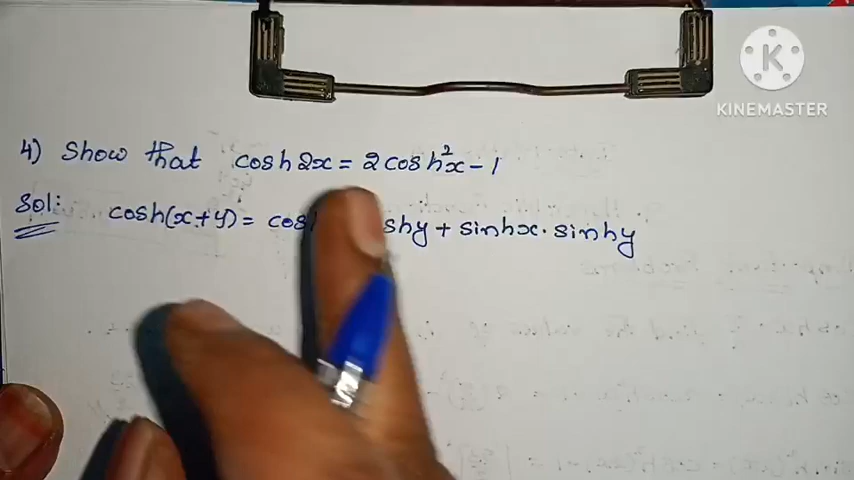 KINEMASTER
4) Show that cosh2x = 2cosh²x - 1
Sol: cosh(x+y) = cos shy + sinhx. sinhy